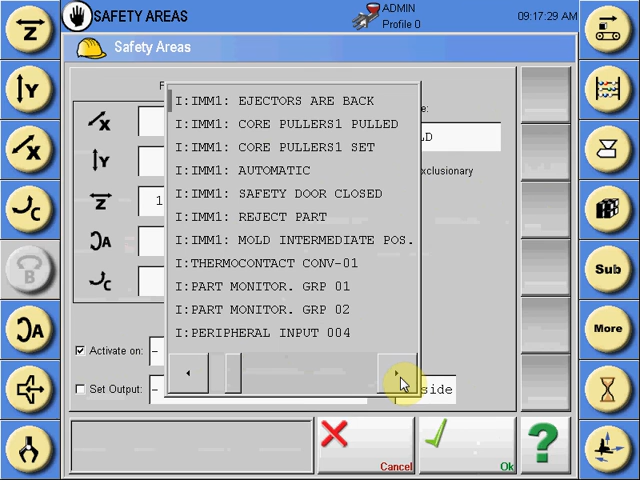 SAFETY AREAS
ADMIN
Profile 0
09:17:29 AM
Safety Areas
I:IMM1: EJECTORS ARE BACK
I:IMM1: CORE PULLERS1 PULLED
I:IMM1: CORE PULLERS1 SET
I:IMM1: AUTOMATIC
I:IMM1: SAFETY DOOR CLOSED
I:IMM1: REJECT PART
I:IMM1: MOLD INTERMEDIATE POS.
I:THERMOCONTACT CONV-01
I:PART MONITOR. GRP 01
I:PART MONITOR. GRP 02
I:PERIPHERAL INPUT 004
F
e:
LD
xclusionary
X
Y
Z
1
A
C
Activate on: -
Set Output: -
side
Cancel
Ok
?
Z
Y
X
C
B
A
Sub
More